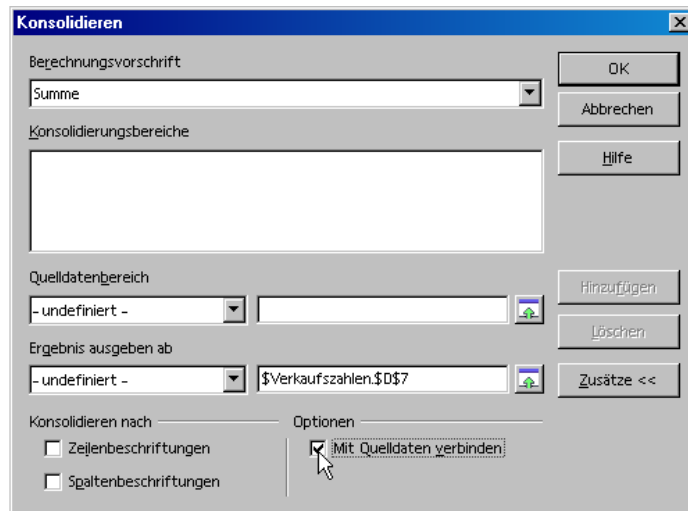 Konsolidieren
Berechnungsvorschrift
OK
Summe
Abbrechen
Konsolidierungsbereiche
Hilfe
Quelldatenbereich
- undefiniert -
Hinzufügen
Löschen
Ergebnis ausgeben ab
- undefiniert -
$Verkaufszahlen.$D$7
Zusätze <<
Konsolidieren nach
Optionen
Zeilenbeschriftungen
Mit Quelldaten verbinden
Spaltenbeschriftungen